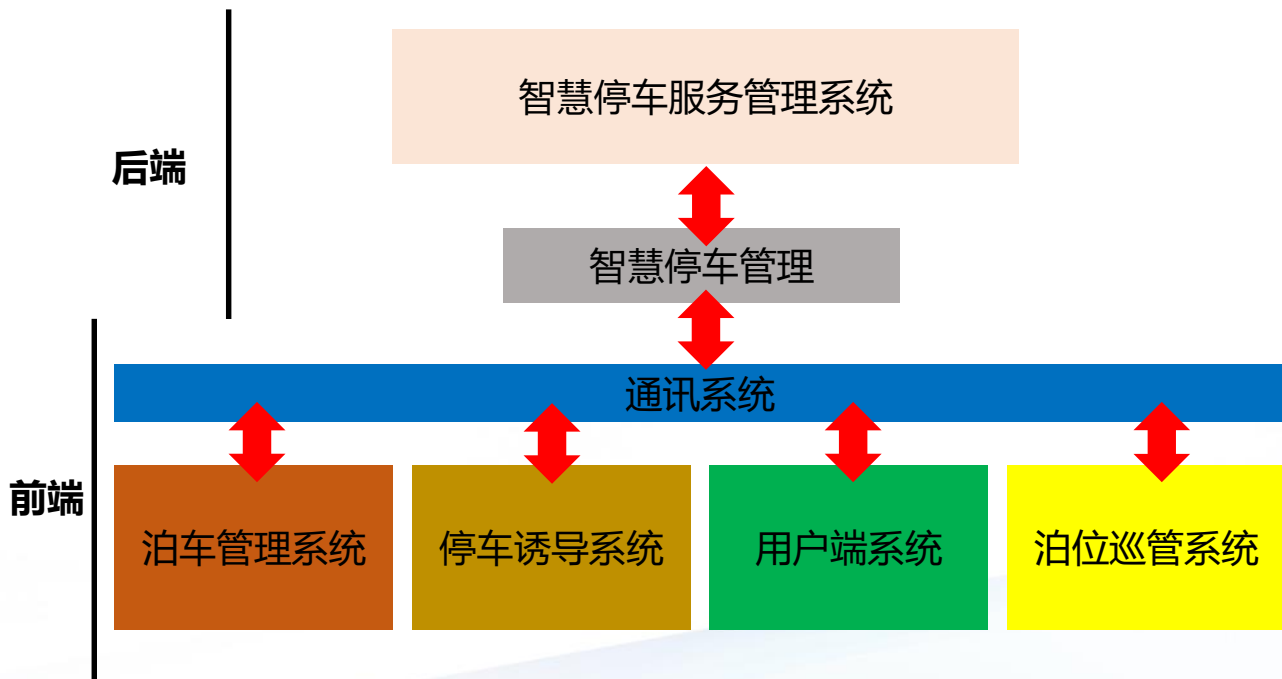 智慧停车服务管理系统
后端
智慧停车管理
通讯系统
前端
泊车管理系统
停车诱导系统
用户端系统
泊位巡管系统